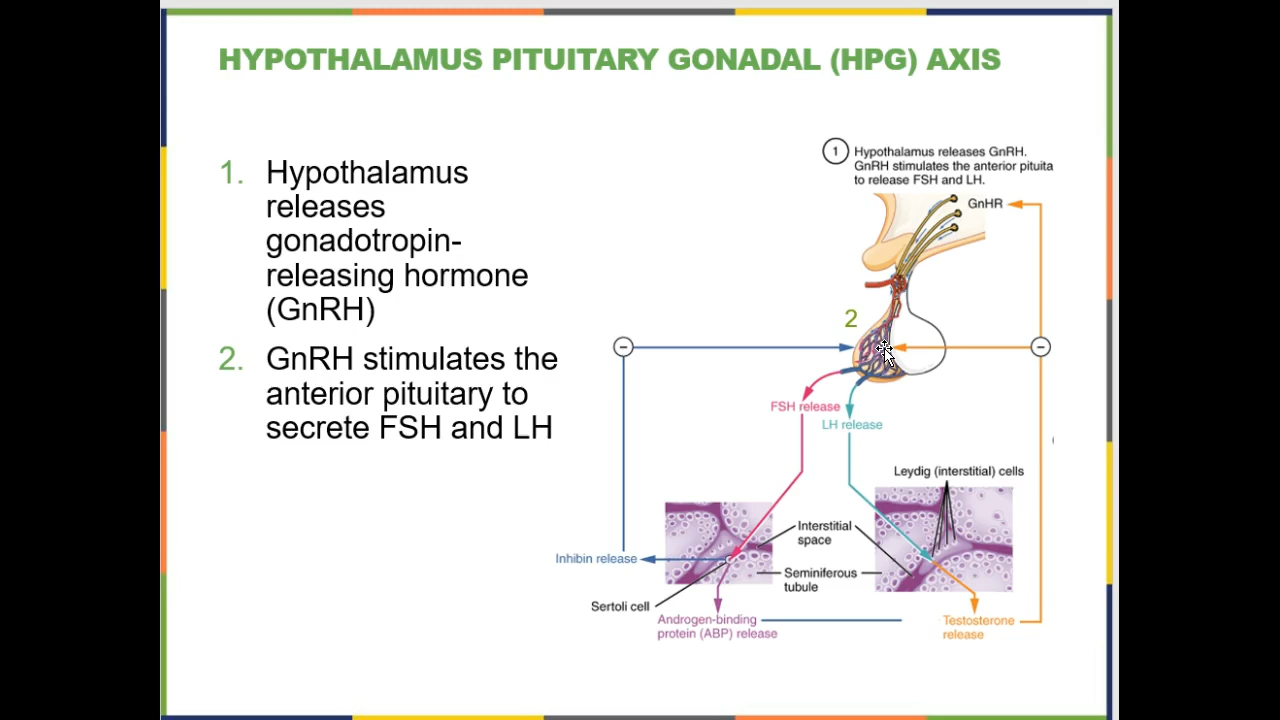 HYPOTHALAMUS PITUITARY GONADAL (HPG) AXIS
1. Hypothalamus
releases
gonadotropin-
releasing hormone
(GnRH)
2. GnRH stimulates the
anterior pituitary to
secrete FSH and LH
1 Hypothalamus releases GnRH.
GnRH stimulates the anterior pituita
to release FSH and LH.
GnHR
2
−
−
FSH release
LH release
Leydig (interstitial) cells
Interstitial
space
Inhibin release
Seminiferous
tubule
Sertoli cell
Androgen-binding
protein (ABP) release
Testosterone
release